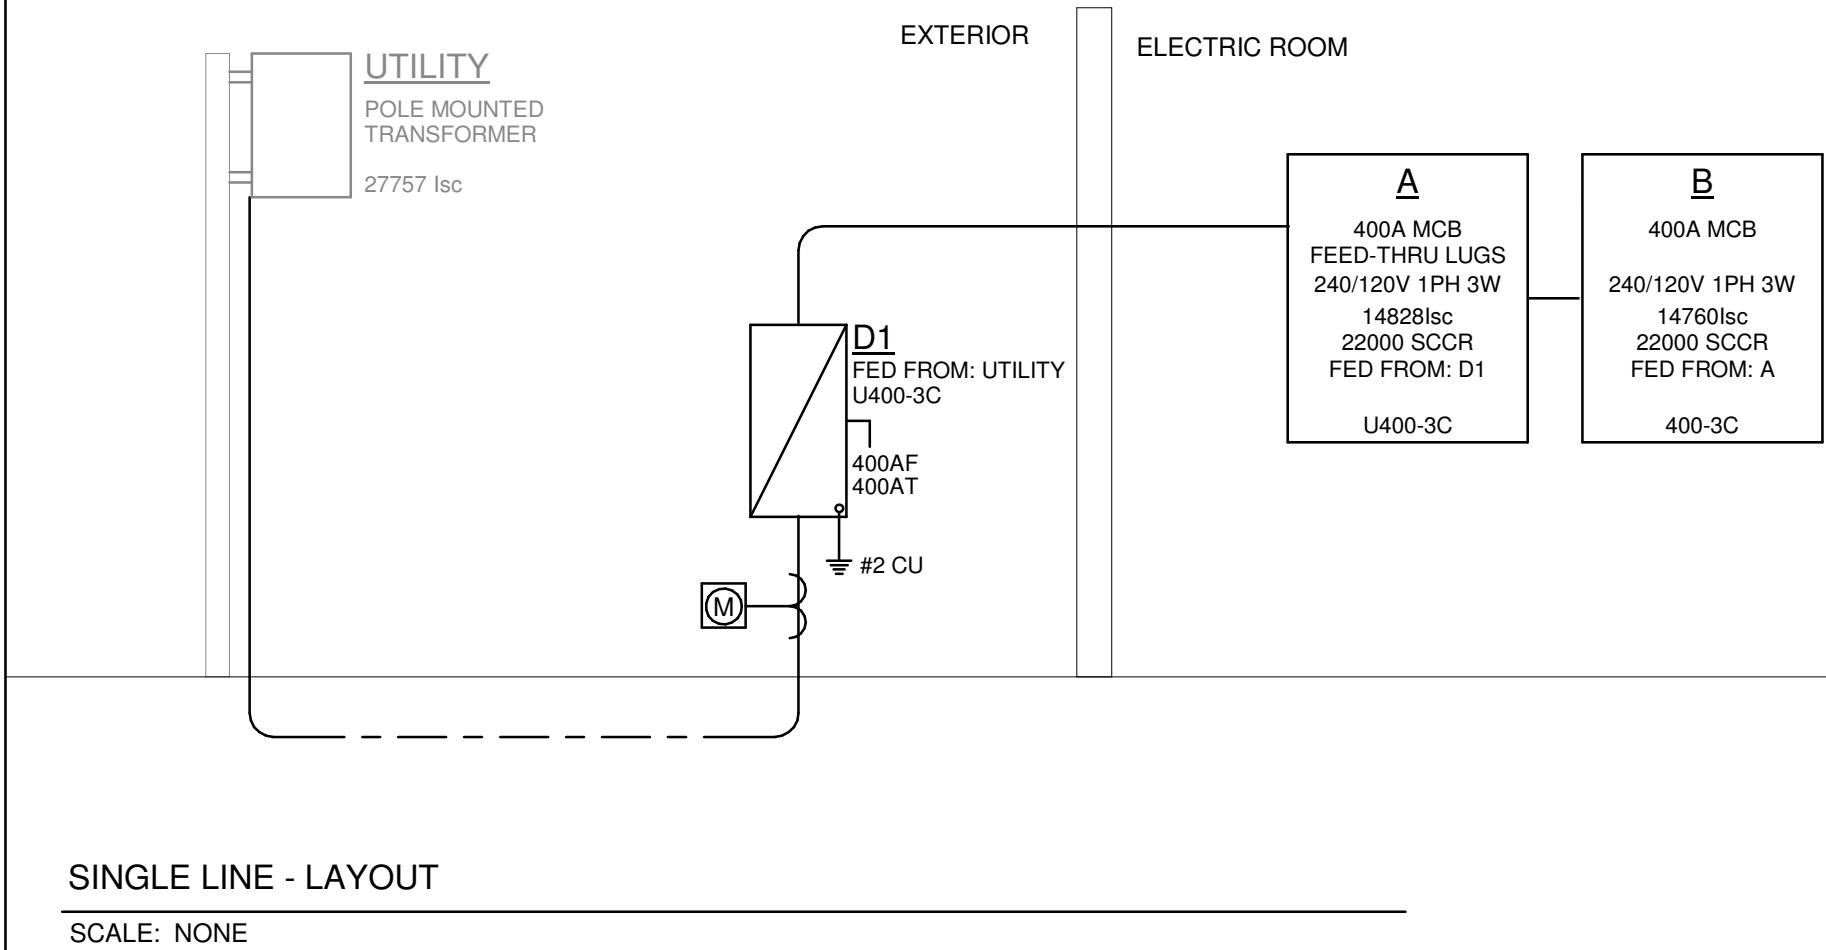 EXTERIOR
ELECTRIC ROOM
UTILITY
POLE MOUNTED
TRANSFORMER
27757 Isc
A
400A MCB
FEED-THRU LUGS
240/120V 1PH 3W
14828Isc
22000 SCCR
FED FROM: D1
U400-3C
B
400A MCB
240/120V 1PH 3W
14760Isc
22000 SCCR
FED FROM: A
400-3C
D1
FED FROM: UTILITY
U400-3C
400AF
400AT
#2 CU
M
SINGLE LINE - LAYOUT
SCALE: NONE